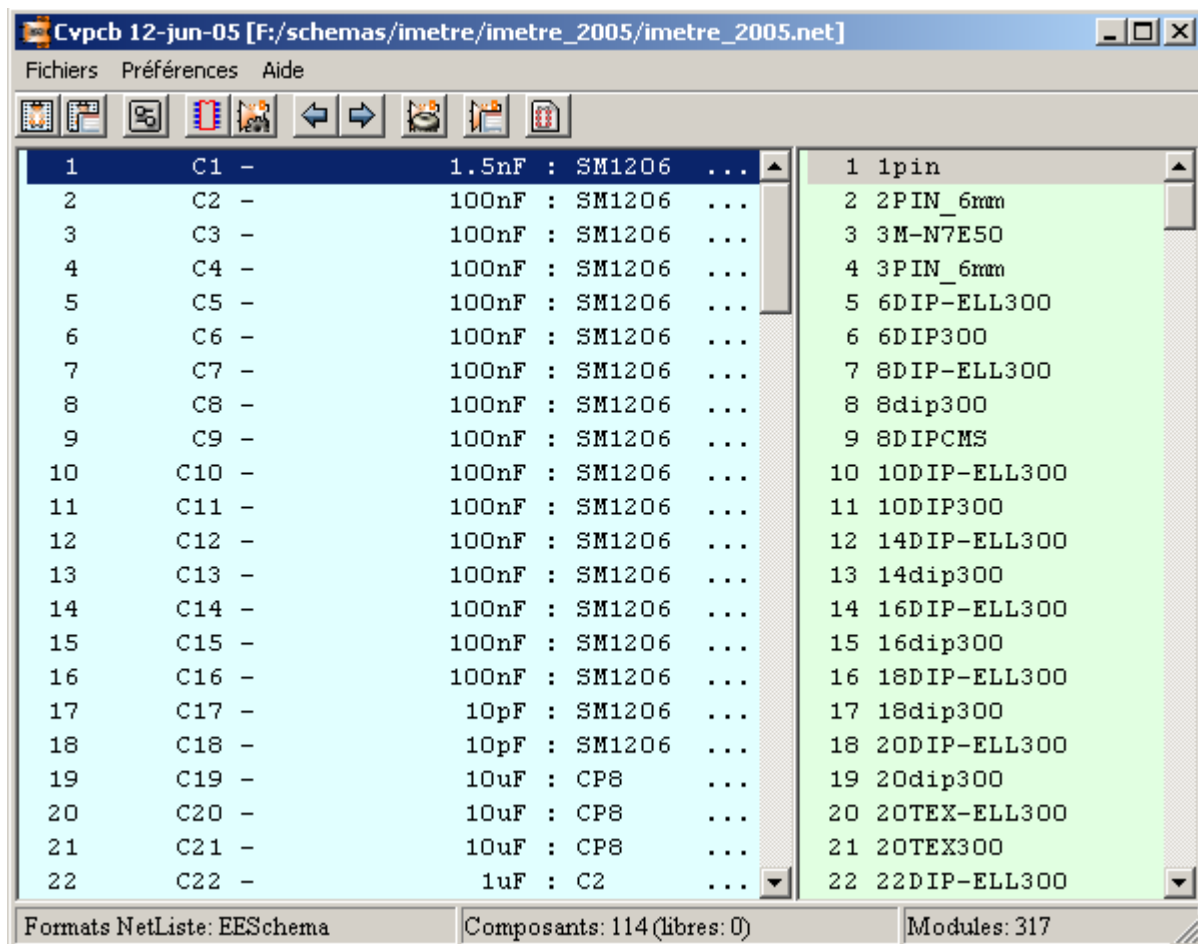 Cvpcb 12-jun-05 [F:/schemas/imetre/imetre_2005/imetre_2005.net]
Fichiers Préférences Aide
1 C1 - 1.5nF : SM1206 ...
2 C2 - 100nF : SM1206 ...
3 C3 - 100nF : SM1206 ...
4 C4 - 100nF : SM1206 ...
5 C5 - 100nF : SM1206 ...
6 C6 - 100nF : SM1206 ...
7 C7 - 100nF : SM1206 ...
8 C8 - 100nF : SM1206 ...
9 C9 - 100nF : SM1206 ...
10 C10 - 100nF : SM1206 ...
11 C11 - 100nF : SM1206 ...
12 C12 - 100nF : SM1206 ...
13 C13 - 100nF : SM1206 ...
14 C14 - 100nF : SM1206 ...
15 C15 - 100nF : SM1206 ...
16 C16 - 100nF : SM1206 ...
17 C17 - 10pF : SM1206 ...
18 C18 - 10pF : SM1206 ...
19 C19 - 10uF : CP8 ...
20 C20 - 10uF : CP8 ...
21 C21 - 10uF : CP8 ...
22 C22 - 1uF : C2 ...
1 1pin
2 2PIN_6mm
3 3M-N7E50
4 3PIN_6mm
5 6DIP-ELL300
6 6DIP300
7 8DIP-ELL300
8 8dip300
9 8DIPCMS
10 10DIP-ELL300
11 10DIP300
12 14DIP-ELL300
13 14dip300
14 16DIP-ELL300
15 16dip300
16 18DIP-ELL300
17 18dip300
18 20DIP-ELL300
19 20dip300
20 20TEX-ELL300
21 20TEX300
22 22DIP-ELL300
Formats NetListe: EESchema
Composants: 114 (libres: 0)
Modules: 317